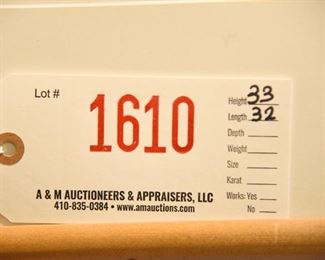 Lot #
1610
Height 33
Length 32
Depth
Weight
Size
Karat
Works: Yes
No
A & M AUCTIONEERS & APPRAISERS, LLC
410-835-0384 • www.amauctions.com